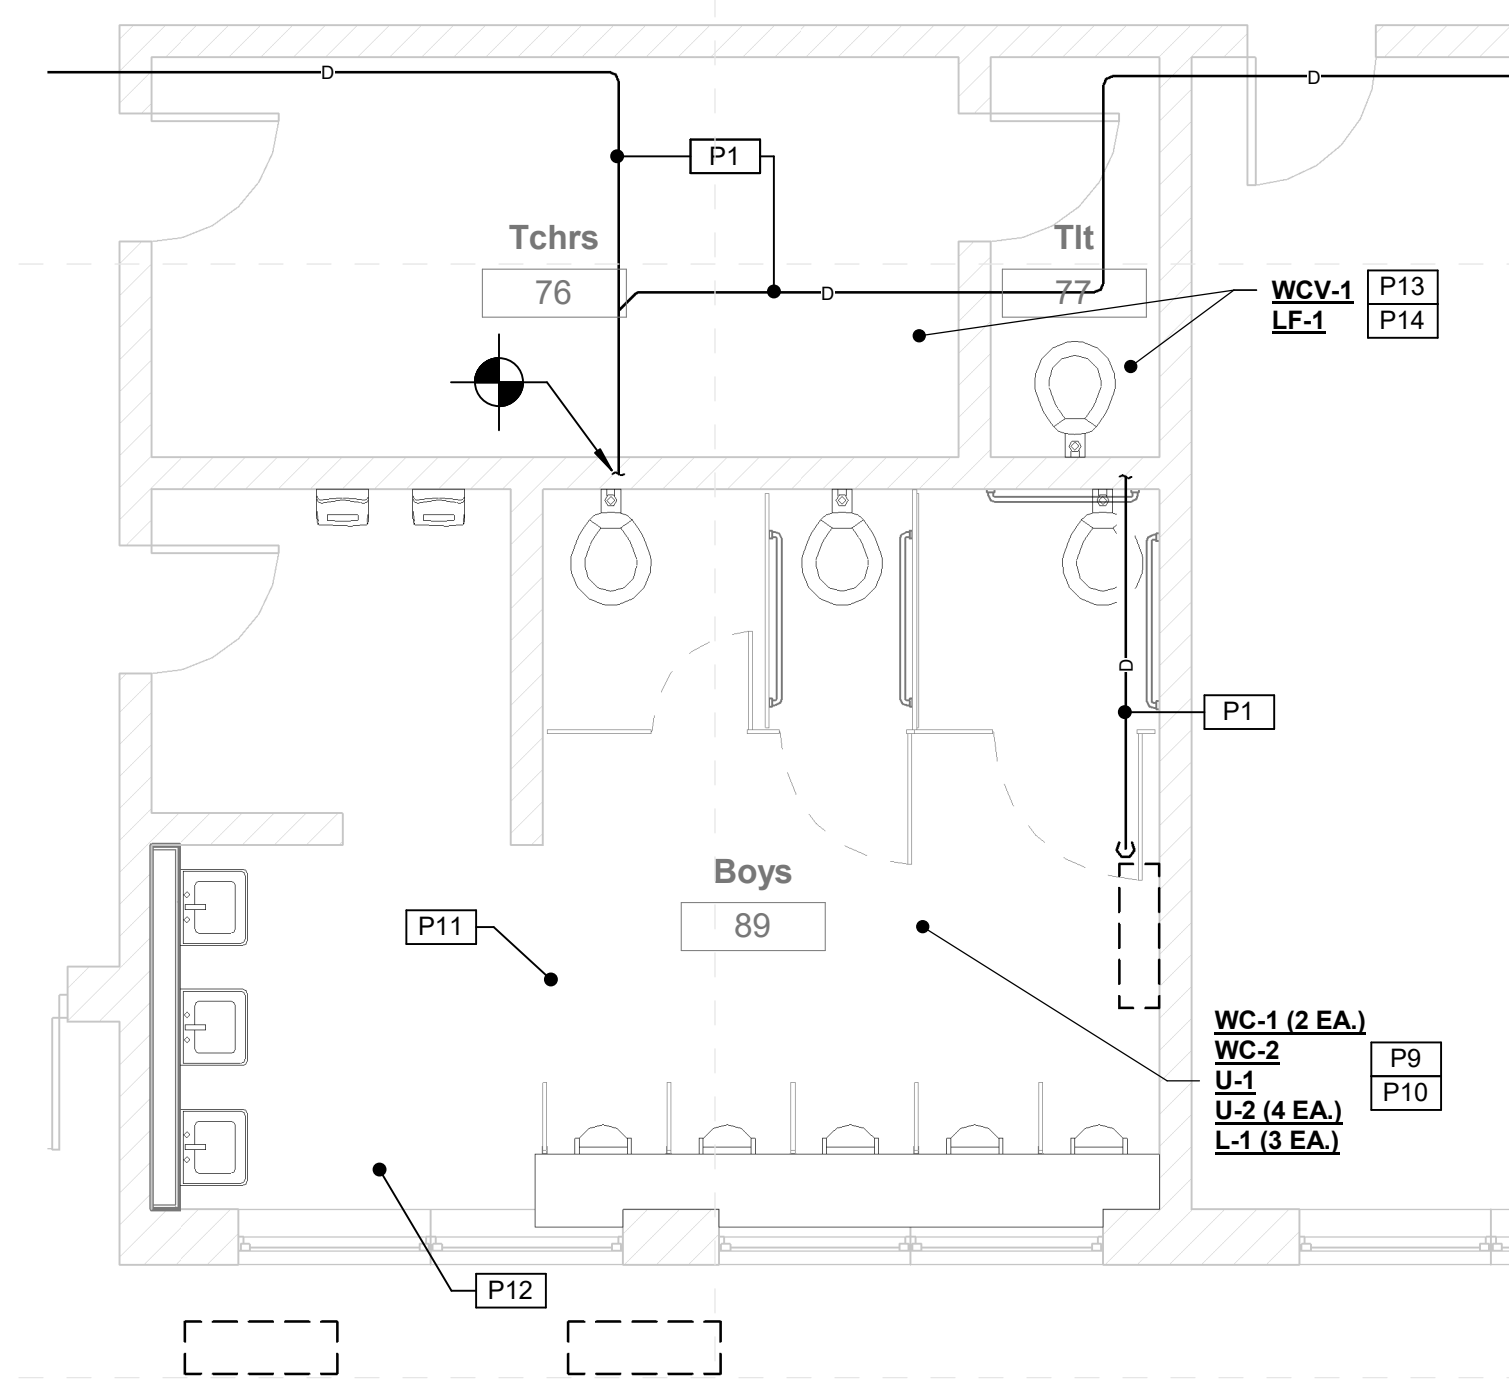 D
D
P1
Tchrs
76
Tlt
77
D
WCV-1
LF-1
P13
P14
D
P1
Boys
89
P11
WC-1 (2 EA.)
WC-2
U-1
U-2 (4 EA.)
L-1 (3 EA.)
P9
P10
P12